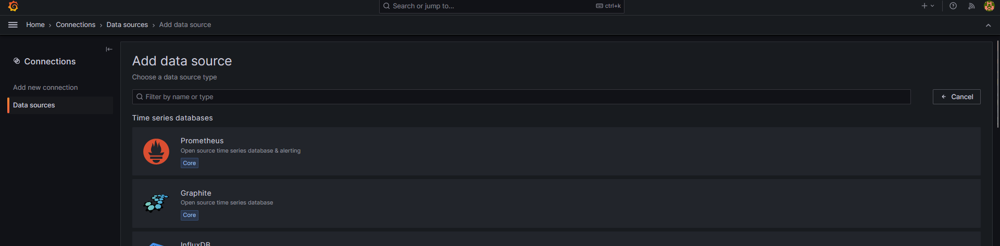 Search or jump to... ctrl+k
Home › Connections › Data sources › Add data source
Connections
Add new connection
Data sources
Add data source
Choose a data source type
Filter by name or type
Cancel
Time series databases
Prometheus
Open source time series database & alerting
Core
Graphite
Open source time series database
Core
InfluxDB